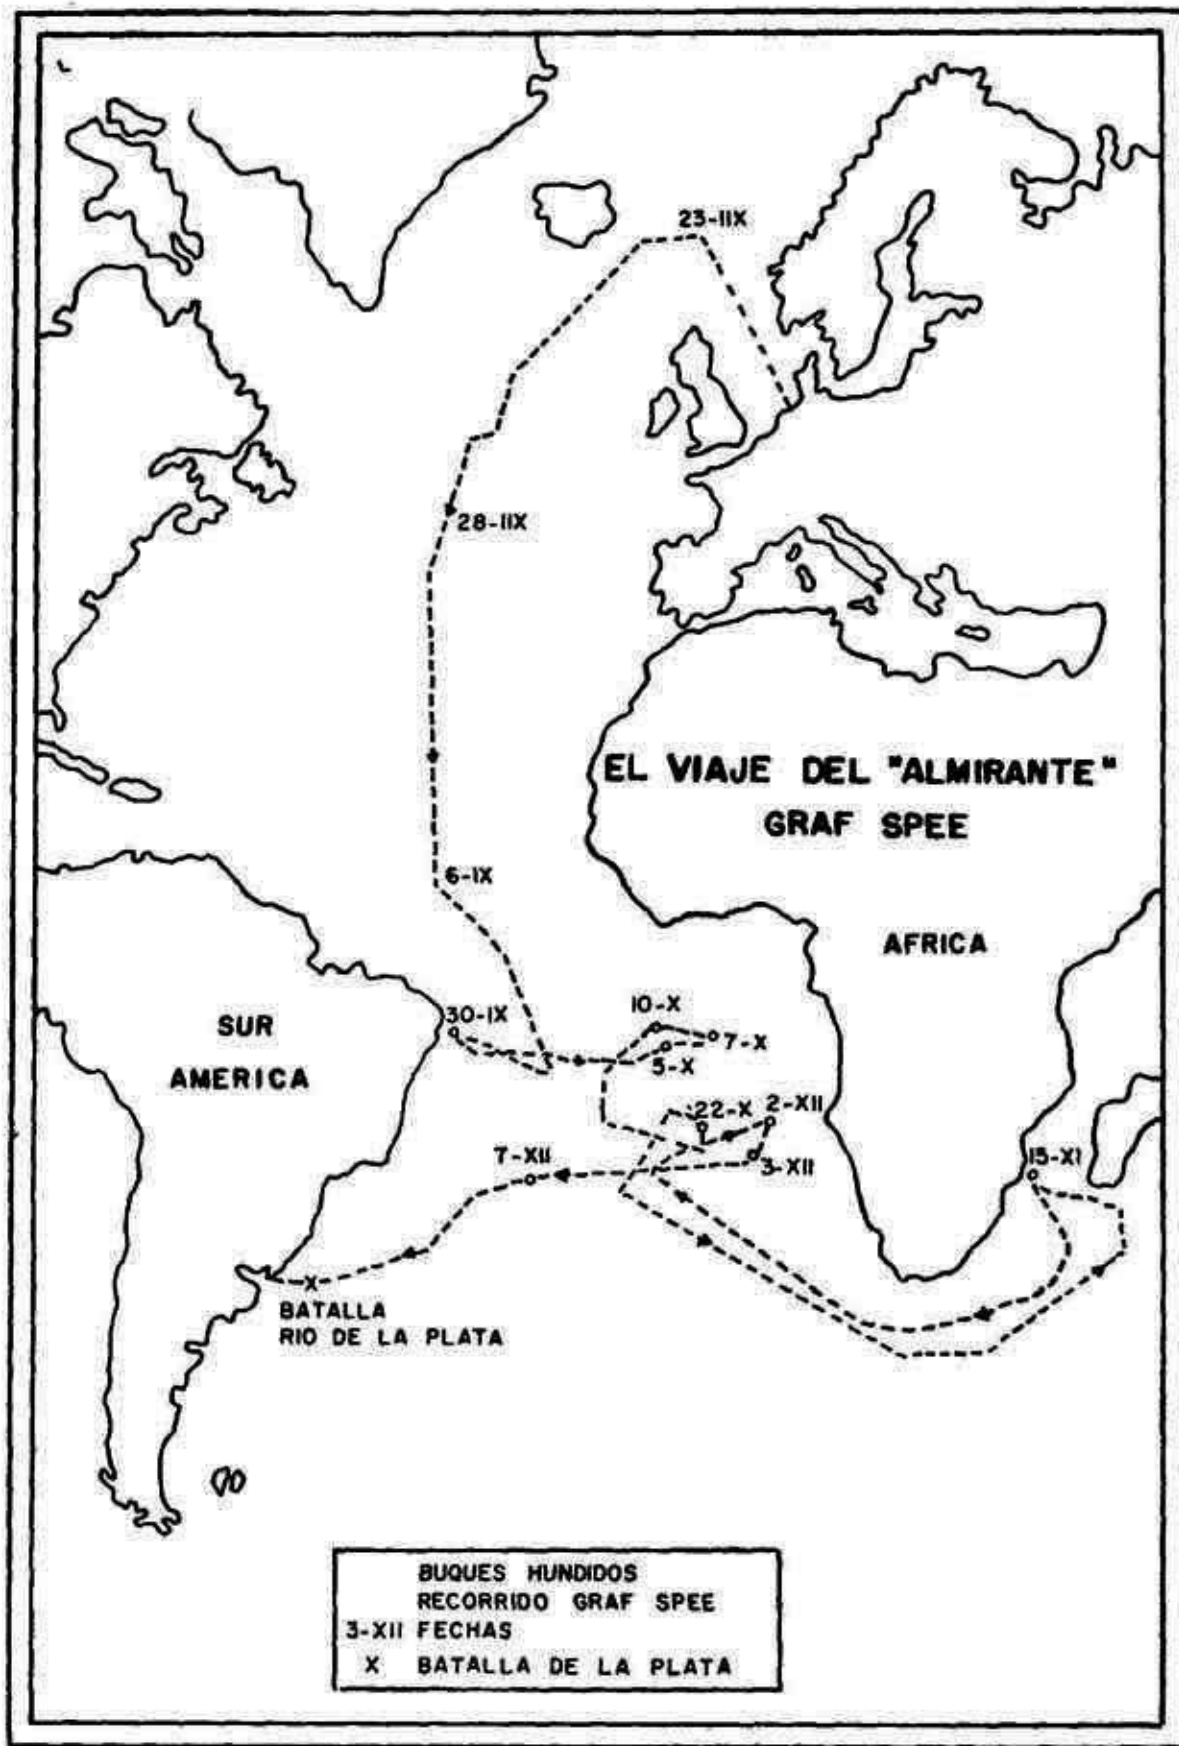 23-IIX
28-IIX
EL VIAJE DEL "ALMIRANTE"
GRAF SPEE
6-IX
AFRICA
SUR
AMERICA
30-IX
10-X
7-X
5-X
22-X
2-XII
3-XII
7-XII
15-XI
BATALLA
RIO DE LA PLATA
BUQUES HUNDIDOS
RECORRIDO GRAF SPEE
3-XII FECHAS
X BATALLA DE LA PLATA